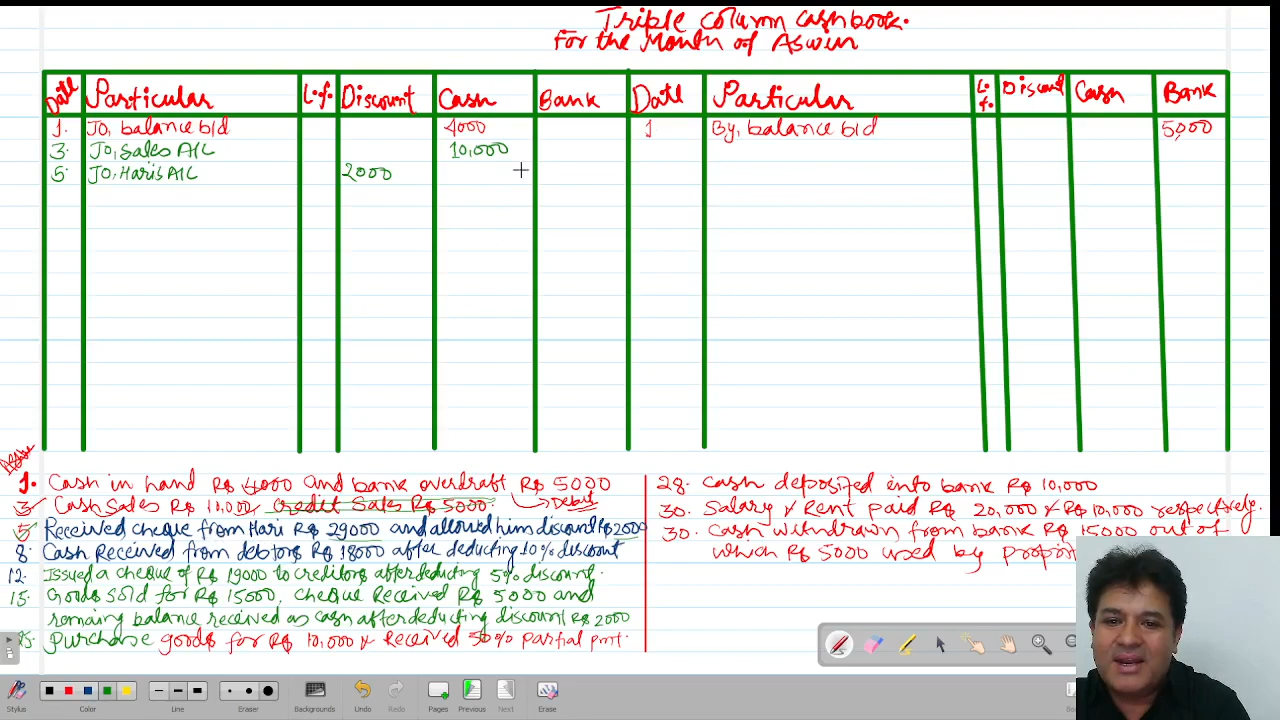 Triple column cashbook.
For the Month of Aswin
Date Particular L.f. Discount Cash Bank Date Particular L.f. Discount Cash Bank
1. To, balance b/d 4000 1 By, balance b/d 5,000
3. To, Sales A/C 10,000
5. To, Haris A/C 2000
1. Cash in hand Rs 4000 and bank overdraft Rs 5000
3. Cash Sales Rs 10,000, credit Sales Rs 5000. → Debit
5. Received cheque from Hari Rs 29000 and allowed him discount Rs 2000
8. Cash Received from debtors Rs 18000 after deducting 10% discount
12. Issued a cheque of Rs 19000 to creditors after deducting 5% discount.
15. Goods sold for Rs 15000, cheque Received Rs 5000 and
remaining balance received as cash after deducting discount Rs 2000
purchase goods for Rs 10,000 & Received 50% partial pmt.
28. Cash deposited into bank Rs 10,000
30. Salary & Rent paid Rs 20,000 & Rs 10,000 respectively.
30. Cash withdrawn from bank Rs 15000 out of
which Rs 5000 used by
Stylus Color Line Eraser Backgrounds Undo Redo Pages Previous Next Erase